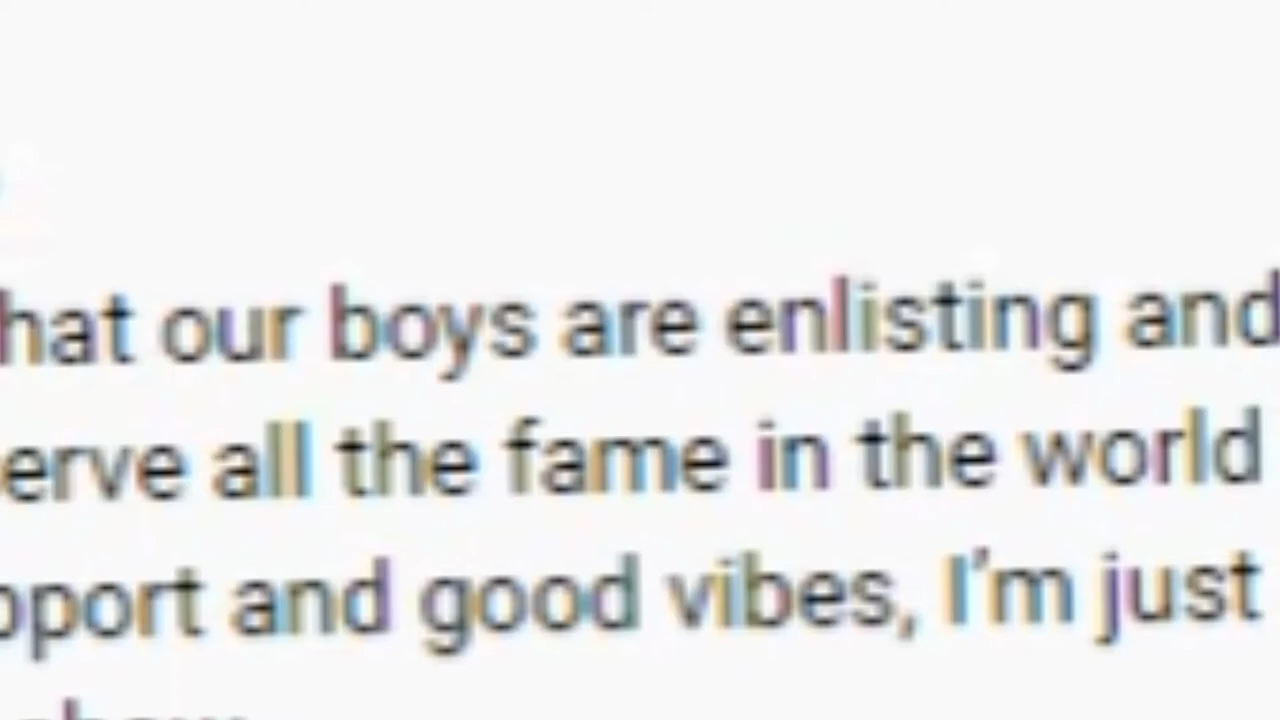 hat our boys are enlisting and
erve all the fame in the world
pport and good vibes, I'm just